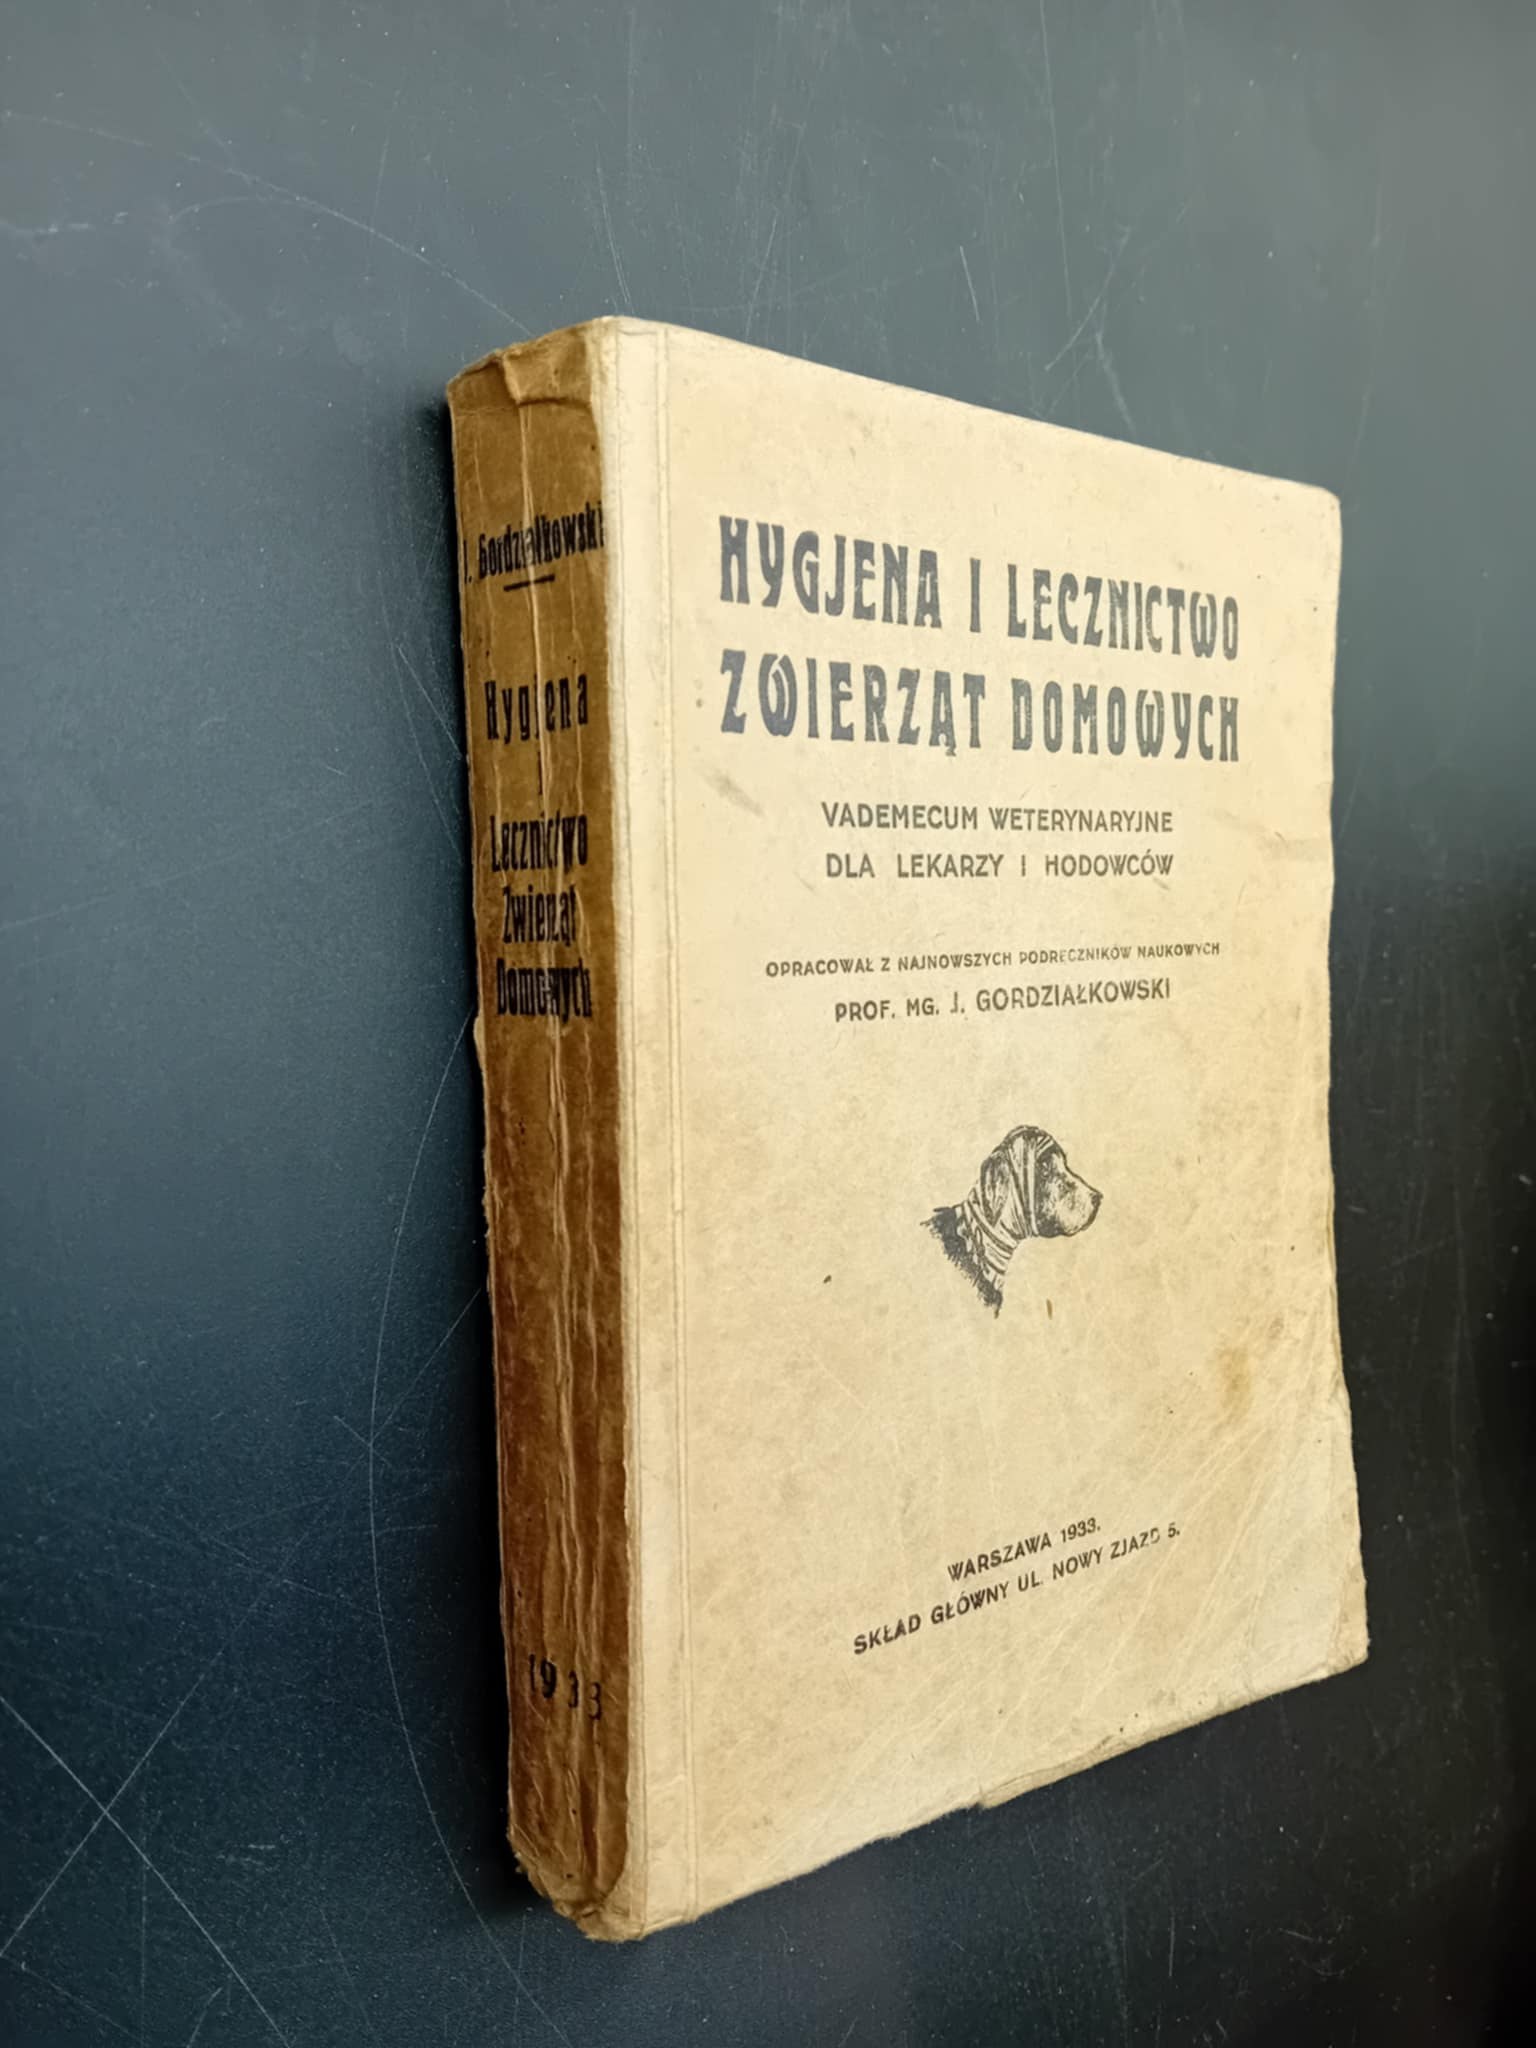 J. Gordziałkowski
Hygjena
i
Lecznictwo
Zwierząt
Domowych
1933
HYGJENA I LECZNICTWO
ZWIERZĄT DOMOWYCH
VADEMECUM WETERYNARYJNE
DLA LEKARZY I HODOWCÓW
OPRACOWAŁ Z NAJNOWSZYCH PODRĘCZNIKÓW NAUKOWYCH
PROF. MG. J. GORDZIAŁKOWSKI
WARSZAWA 1933.
SKŁAD GŁÓWNY UL. NOWY ZJAZD 5.